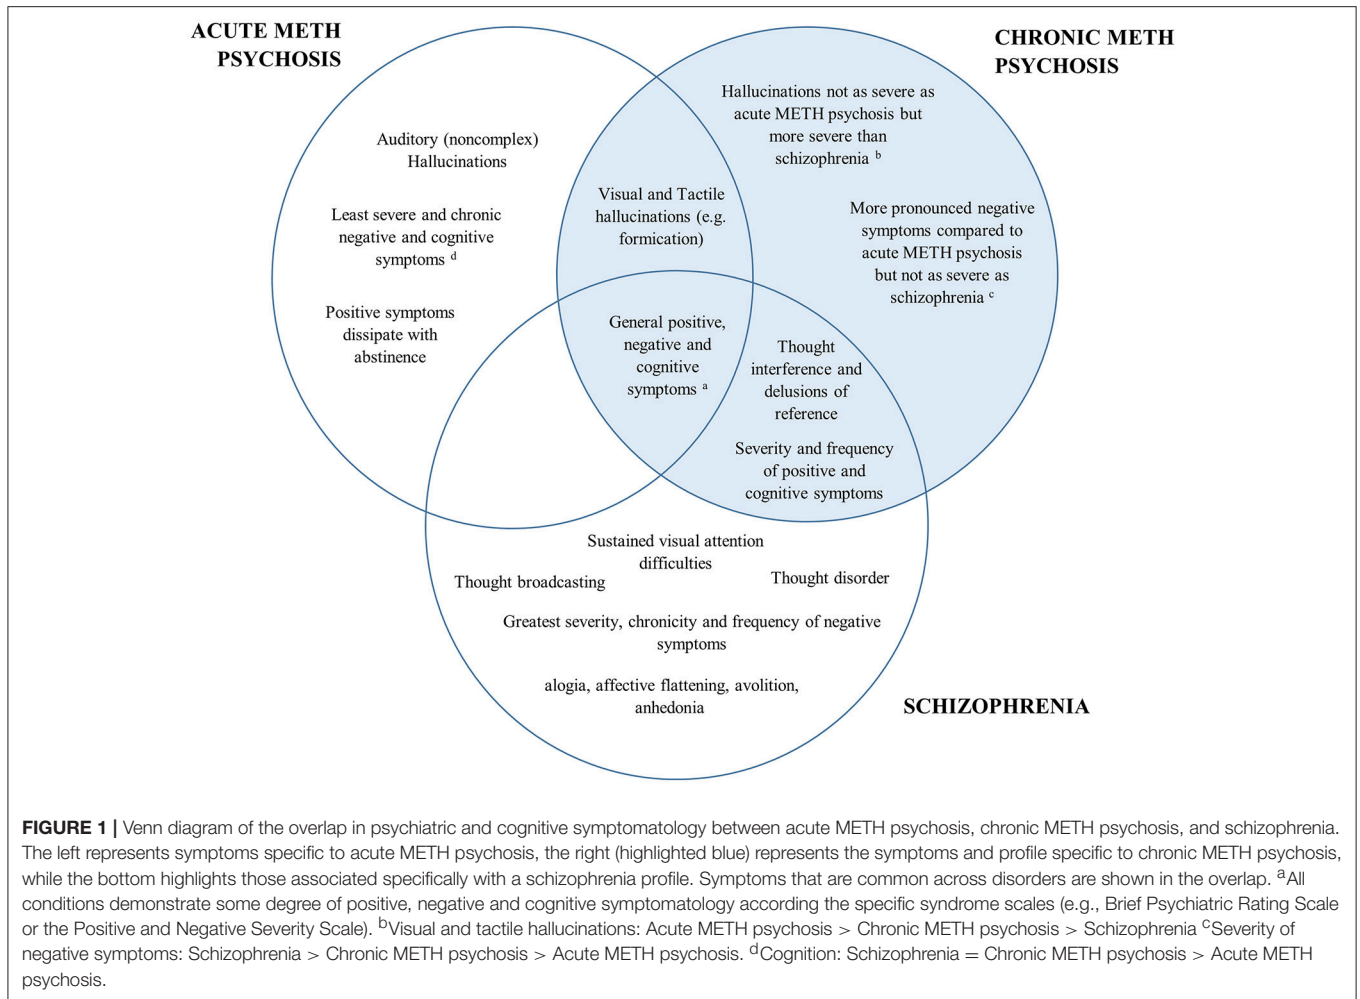 ACUTE METH
PSYCHOSIS
CHRONIC METH
PSYCHOSIS
Auditory (noncomplex)
Hallucinations
Least severe and chronic
negative and cognitive
symptoms d
Positive symptoms
dissipate with
abstinence
Visual and Tactile
hallucinations (e.g.
formication)
Hallucinations not as severe as
acute METH psychosis but
more severe than
schizophrenia b
More pronounced negative
symptoms compared to
acute METH psychosis
but not as severe as
schizophrenia c
General positive,
negative and
cognitive
symptoms a
Thought
interference and
delusions of
reference
Severity and frequency
of positive and
cognitive symptoms
Sustained visual attention
difficulties
Thought broadcasting
Thought disorder
Greatest severity, chronicity and frequency of negative
symptoms
alogia, affective flattening, avolition,
anhedonia
SCHIZOPHRENIA
FIGURE 1 | Venn diagram of the overlap in psychiatric and cognitive symptomatology between acute METH psychosis, chronic METH psychosis, and schizophrenia.
The left represents symptoms specific to acute METH psychosis, the right (highlighted blue) represents the symptoms and profile specific to chronic METH psychosis,
while the bottom highlights those associated specifically with a schizophrenia profile. Symptoms that are common across disorders are shown in the overlap. aAll
conditions demonstrate some degree of positive, negative and cognitive symptomatology according the specific syndrome scales (e.g., Brief Psychiatric Rating Scale
or the Positive and Negative Severity Scale). bVisual and tactile hallucinations: Acute METH psychosis > Chronic METH psychosis > Schizophrenia cSeverity of
negative symptoms: Schizophrenia > Chronic METH psychosis > Acute METH psychosis. dCognition: Schizophrenia = Chronic METH psychosis > Acute METH
psychosis.